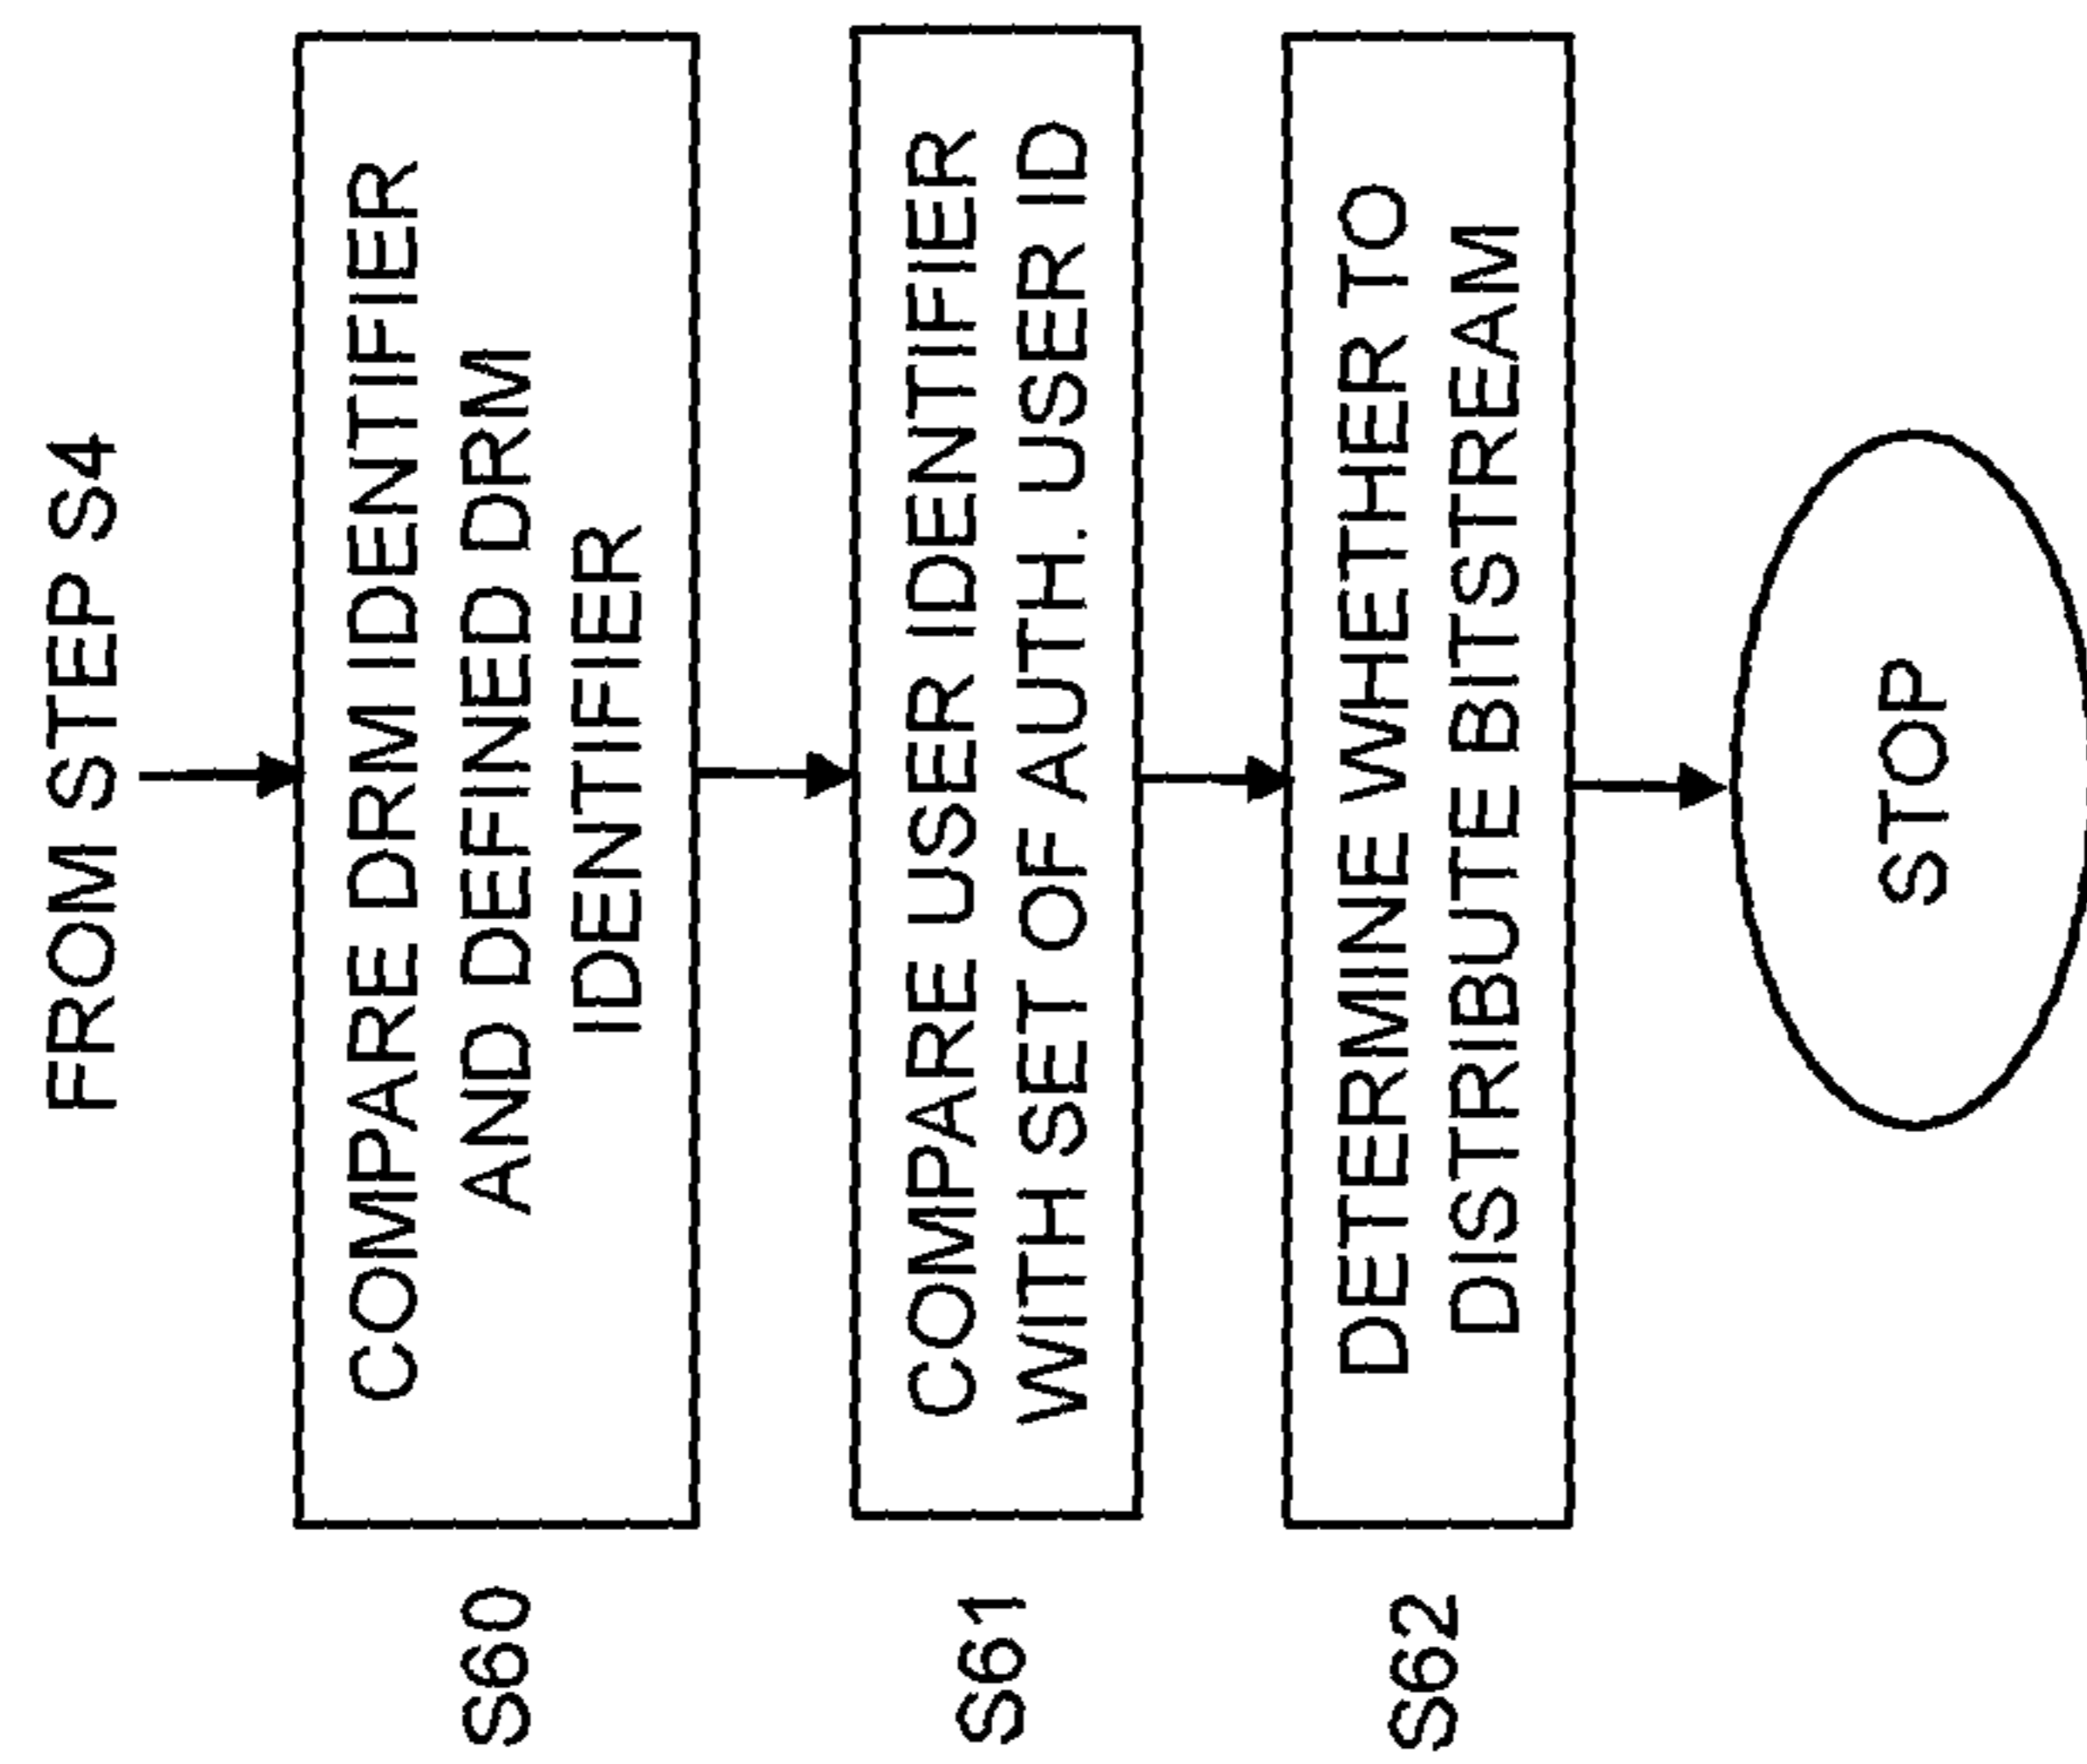 FROM STEP S4
S60
COMPARE DRM IDENTIFIER
AND DEFINED DRM
IDENTIFIER
S61
COMPARE USER IDENTIFIER
WITH SET OF AUTH. USER ID
S62
DETERMINE WHETHER TO
DISTRIBUTE BITSTREAM
STOP